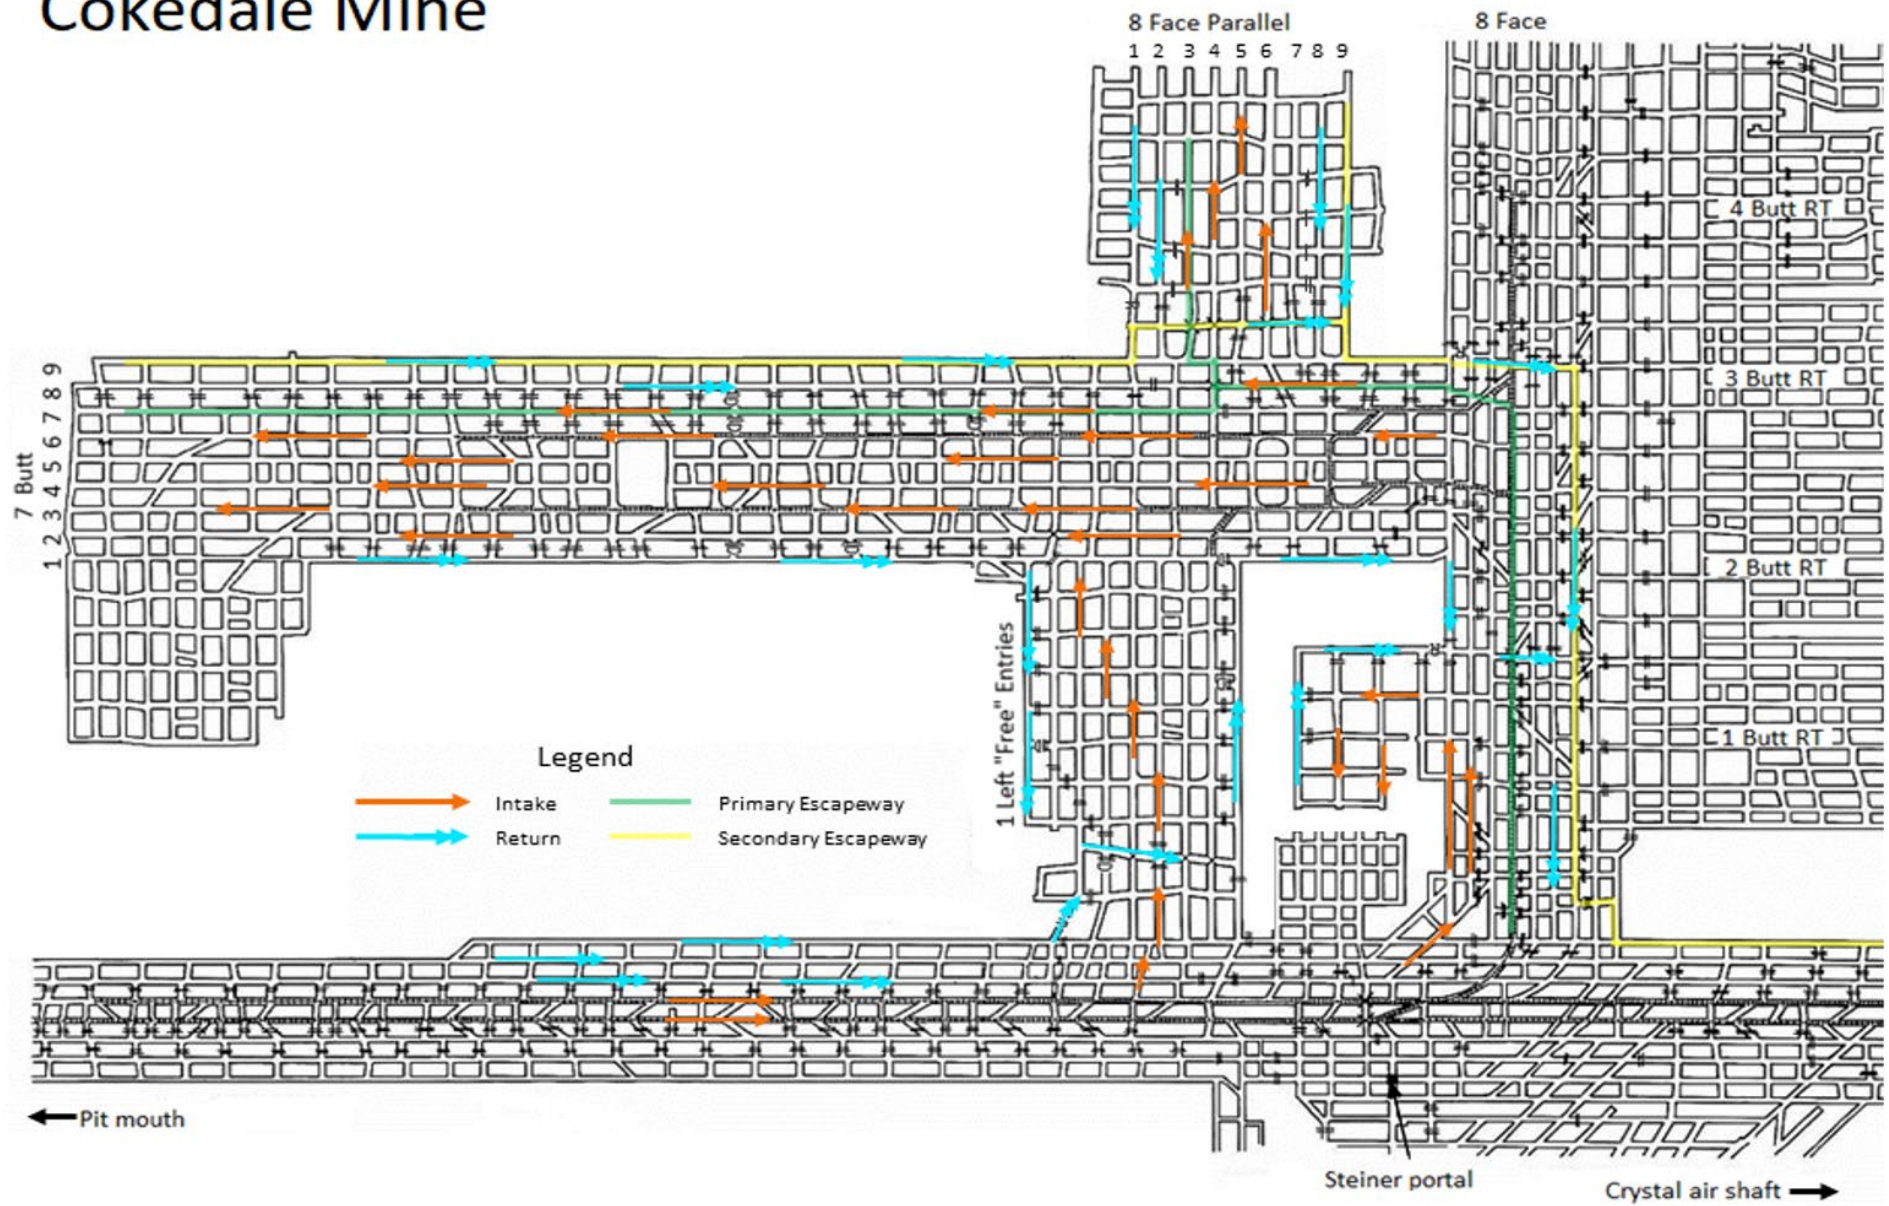 Cokedale Mine
8 Face Parallel
8 Face
1 2 3 4 5 6 7 8 9
4 Butt RT
3 Butt RT
2 Butt RT
1 Butt RT
7 Butt
9
8
7
6
5
4
3
2
1
1 Left "Free" Entries
Legend
Intake
Primary Escapeway
Return
Secondary Escapeway
Pit mouth
Steiner portal
Crystal air shaft